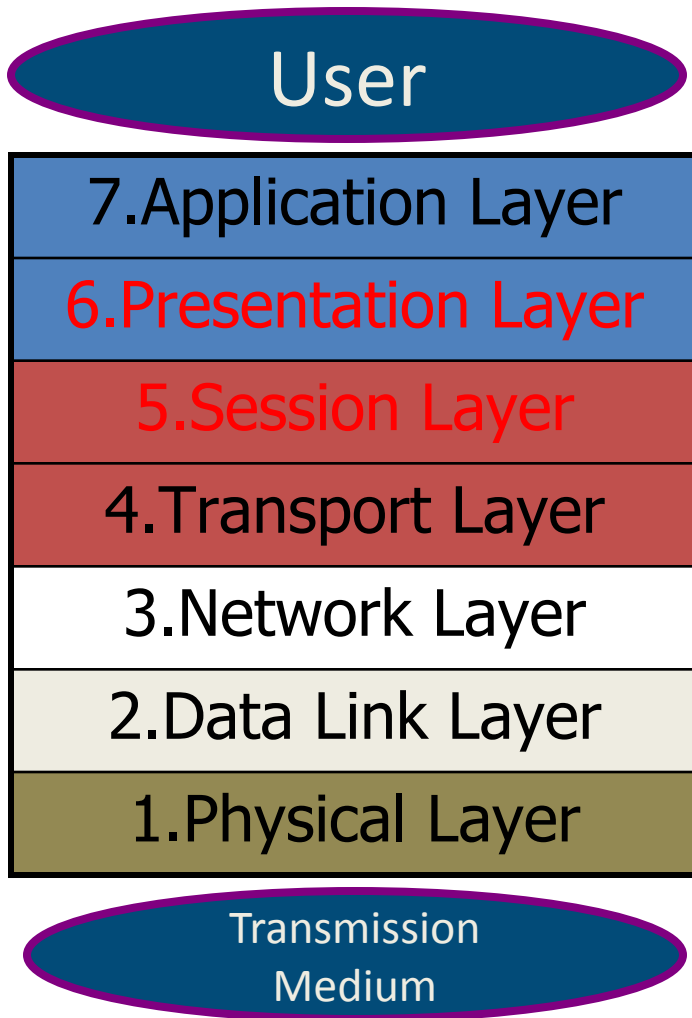 User
7.Application Layer
6.Presentation Layer
5.Session Layer
4.Transport Layer
3.Network Layer
2.Data Link Layer
1.Physical Layer
Transmission
Medium